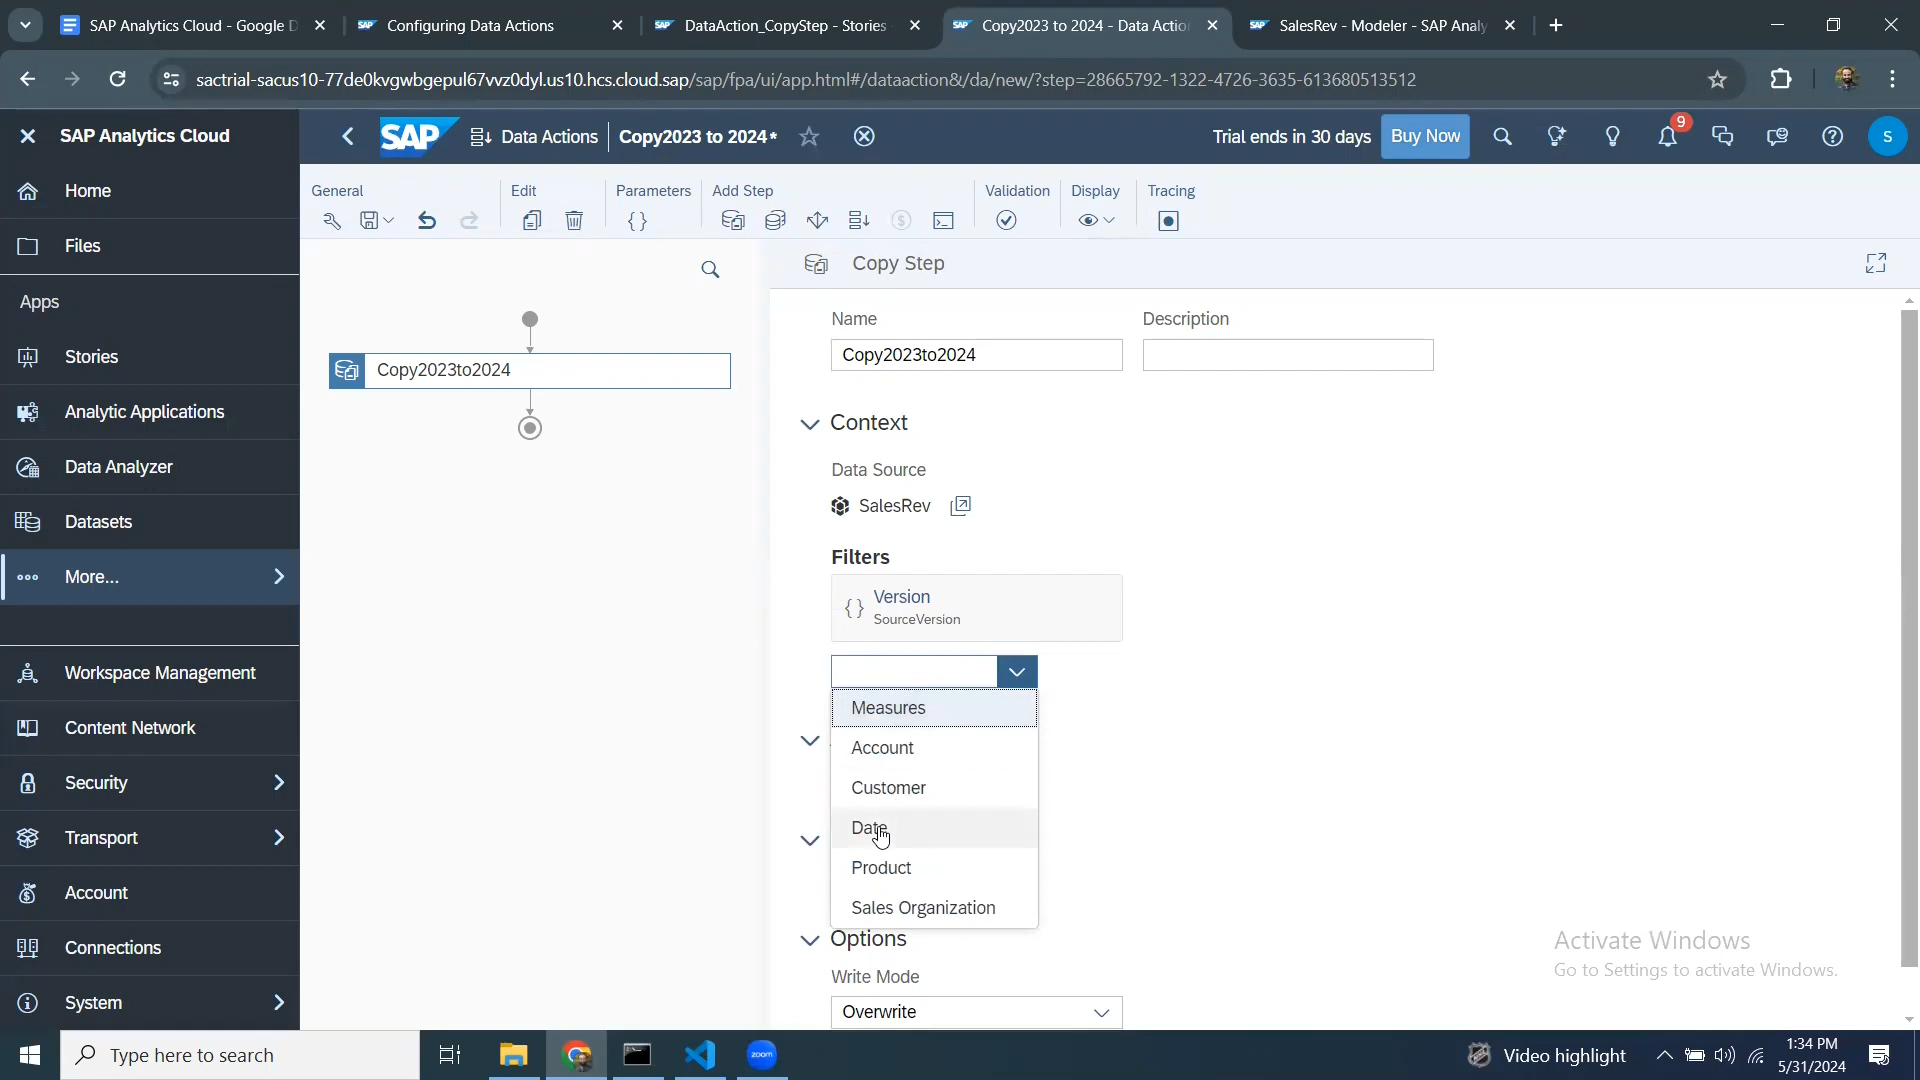 SAP Analytics Cloud - Google D
Configuring Data Actions
DataAction_CopyStep - Stories
Copy2023 to 2024 - Data Actio
SalesRev - Modeler - SAP Analy
sactrial-sacus10-77de0kvgwbgepul67vvz0dyl.us10.hcs.cloud.sap/sap/fpa/ui/app.html#/dataaction&/da/new/?step=28665792-1322-4726-3635-613680513512
SAP Analytics Cloud
SAP
Data Actions
Copy2023 to 2024*
Trial ends in 30 days
Buy Now
9
S
Home
Files
Apps
Stories
Analytic Applications
Data Analyzer
Datasets
More...
Workspace Management
Content Network
Security
Transport
Account
Connections
System
General
Edit
Parameters
Add Step
Validation
Display
Tracing
Copy2023to2024
Copy Step
Name
Description
Copy2023to2024
Context
Data Source
SalesRev
Filters
Version
SourceVersion
Measures
Account
Customer
Date
Product
Sales Organization
Options
Write Mode
Overwrite
Activate Windows
Go to Settings to activate Windows.
Type here to search
zoom
Video highlight
1:34 PM
5/31/2024